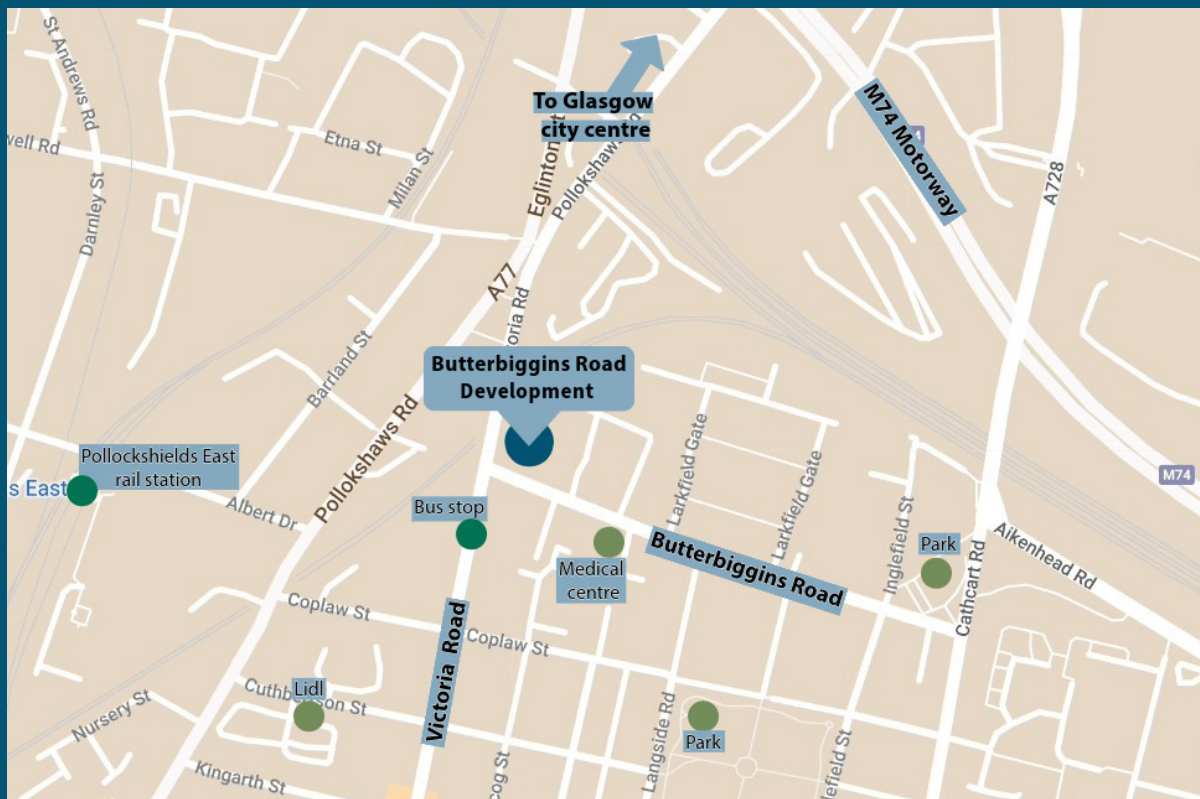 St Andrews Rd
well Rd
Etna St
Milan St
Darnley St
To Glasgow
city centre
Eglinton
Pollokshaws
M74 Motorway
A728
A77
Barrland St
Butterbiggins Road
Development
Pollokshaws Rd
Pollockshields East
rail station
s East
Albert Dr
Bus stop
Larkfield Gate
Larkfield Gate
M74
Inglefield St
Park
Aikenhead Rd
Medical
centre
Butterbiggins Road
Cathcart Rd
Coplaw St
Coplaw St
Victoria Road
Lidl
Nursery St
Langside Rd
Park
Kingarth St